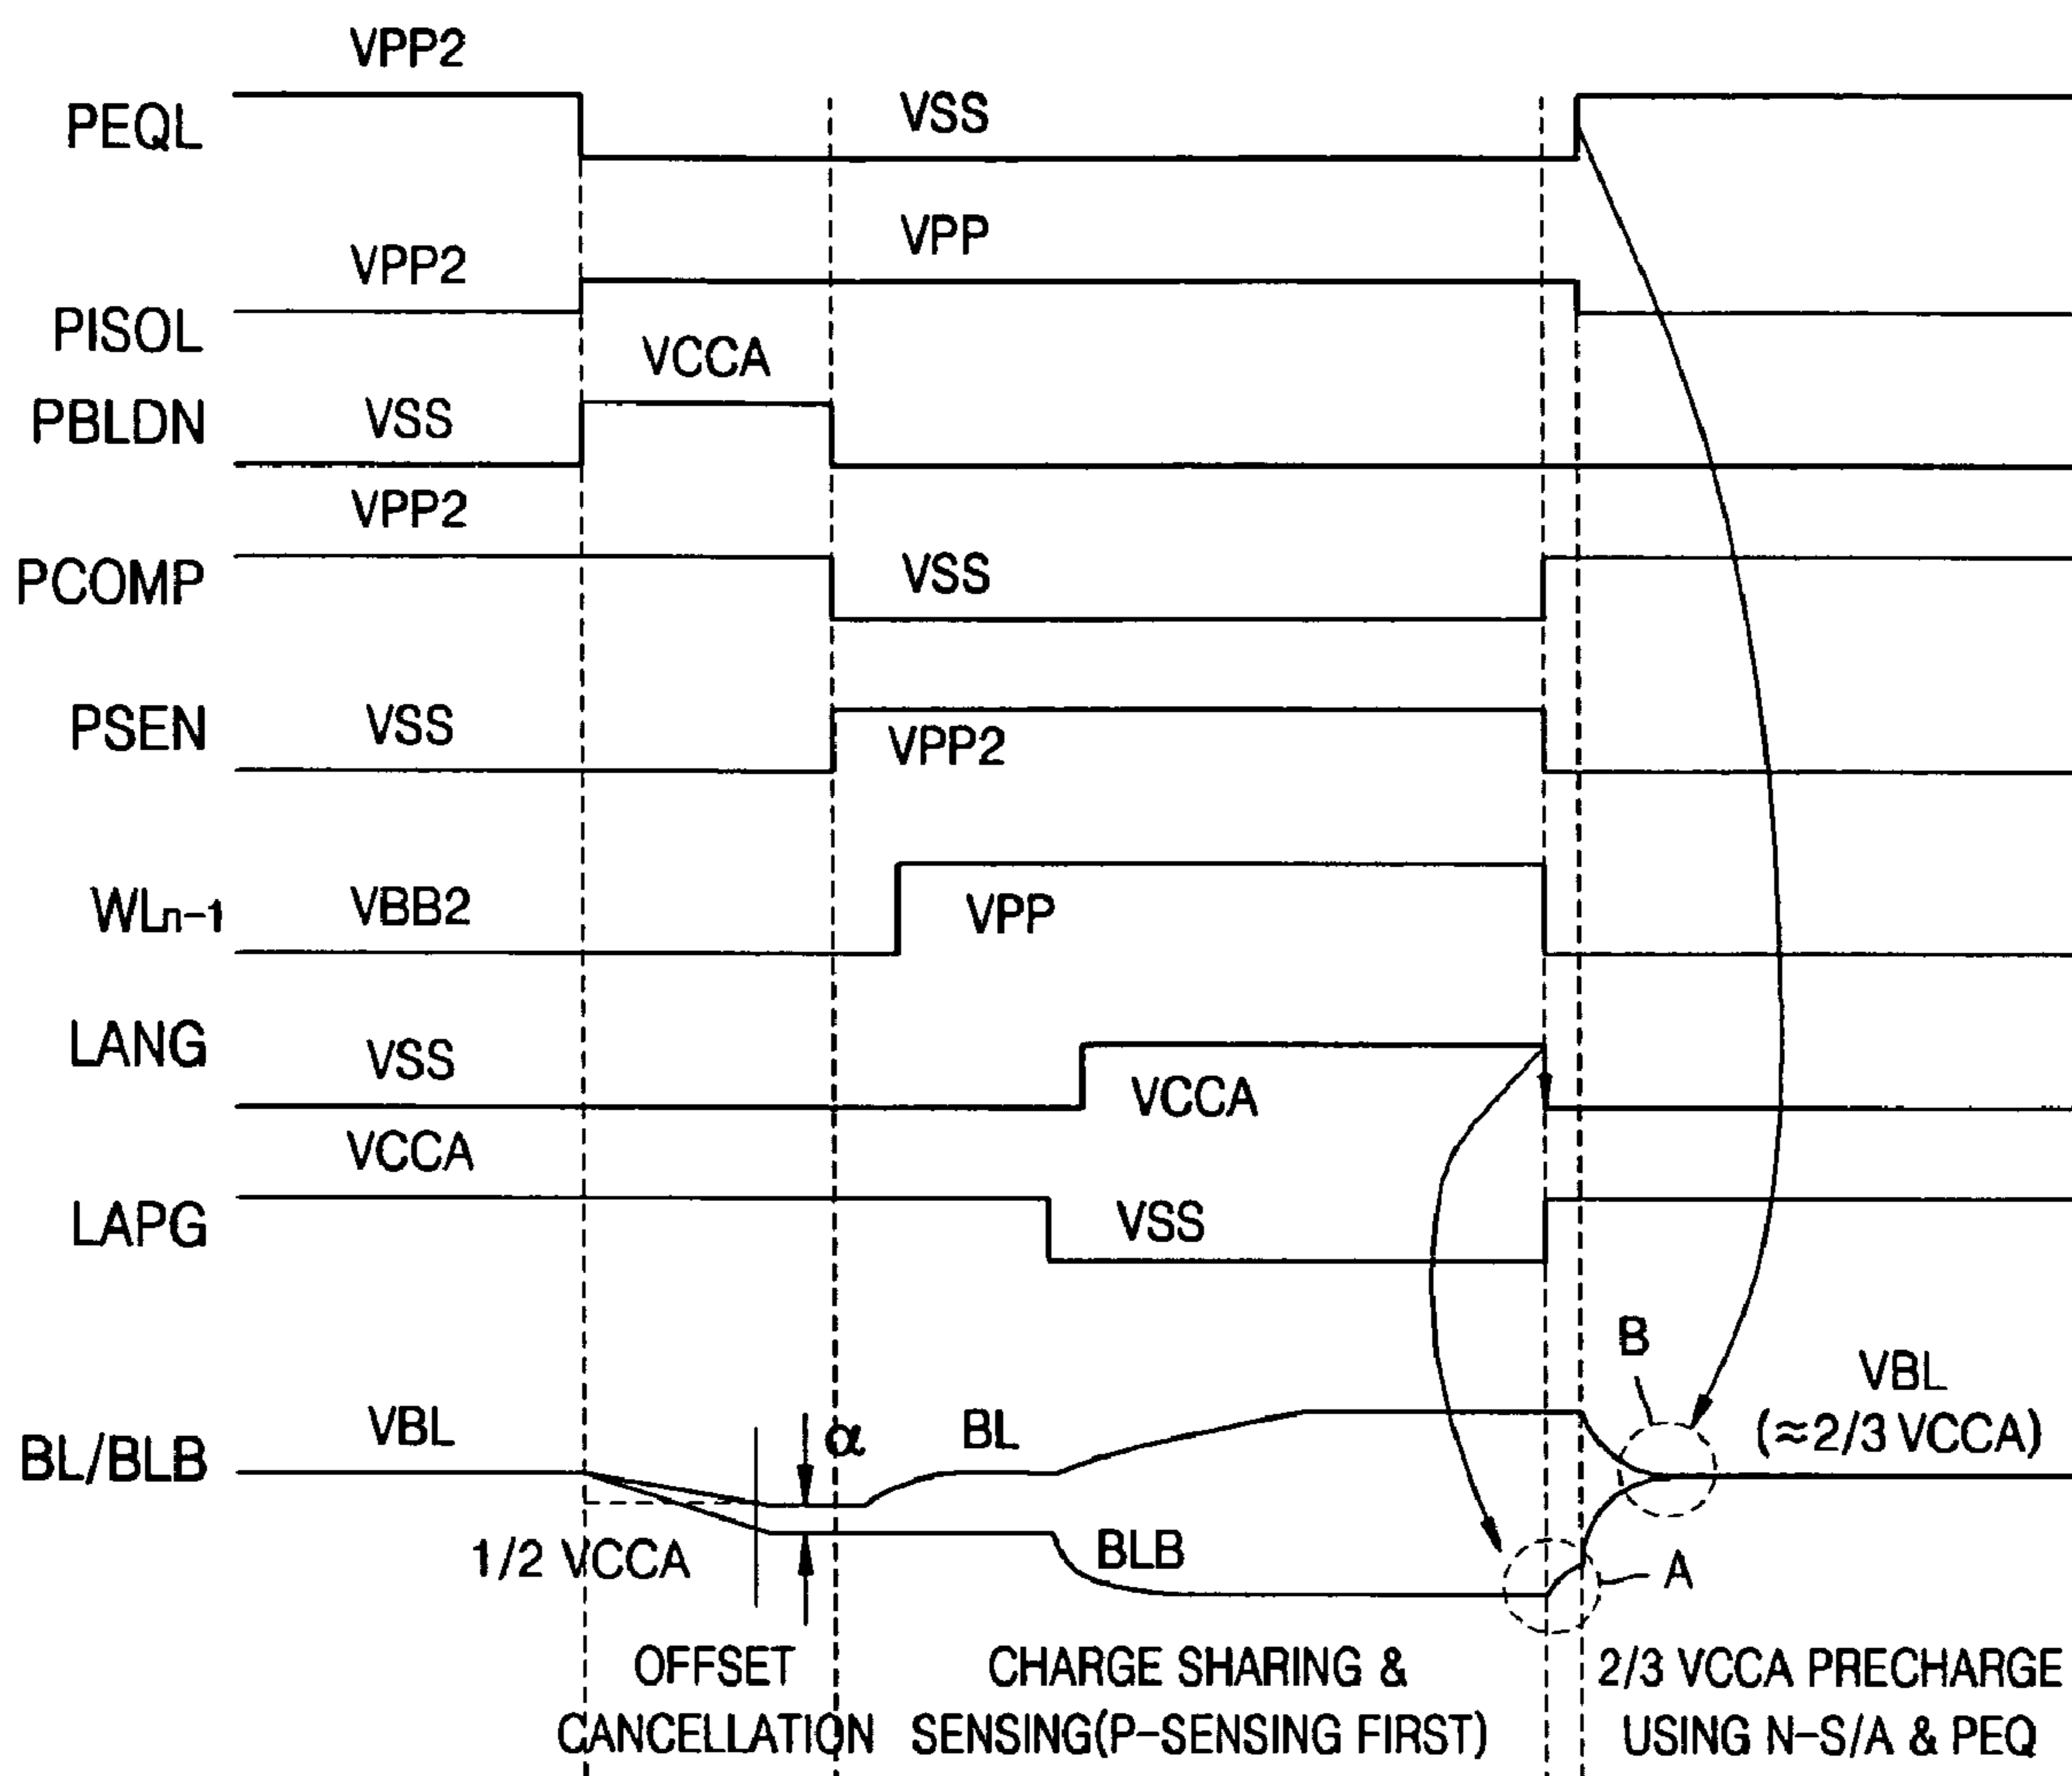 VPP2
PEQL
VSS
VPP
VPP2
PISOL
VCCA
PBLDN
VSS
VPP2
PCOMP
VSS
PSEN
VSS
VPP2
WLn-1
VBB2
VPP
LANG
VSS
VCCA
VCCA
LAPG
VSS
B
VBL
(≈2/3 VCCA)
BL/BLB
VBL
α
BL
1/2 VCCA
BLB
A
OFFSET
CANCELLATION
CHARGE SHARING &
SENSING(P-SENSING FIRST)
2/3 VCCA PRECHARGE
USING N-S/A & PEQ